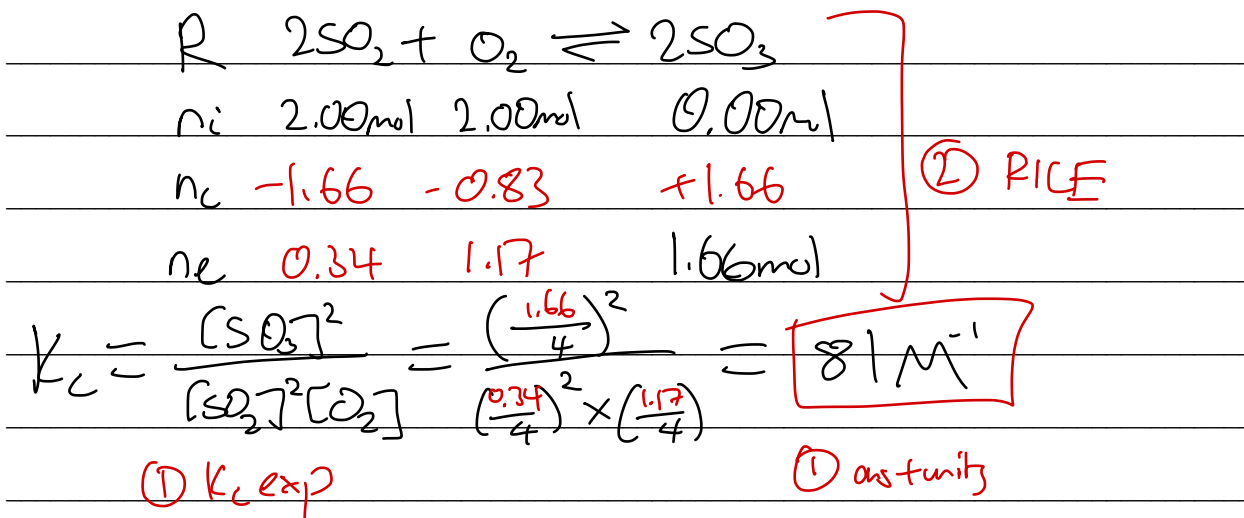 R 2SO₂ + O₂ ⇌ 2SO₃
ni 2.00mol 2.00mol 0.00mol
nc -1.66 -0.83 +1.66
② RICE
ne 0.34 1.17 1.66mol
Kc = [SO₃]² / [SO₂]²[O₂] = (1.66/4)² / (0.34/4)² × (1.17/4) = 81 M⁻¹
① Kc exp ① ans + units